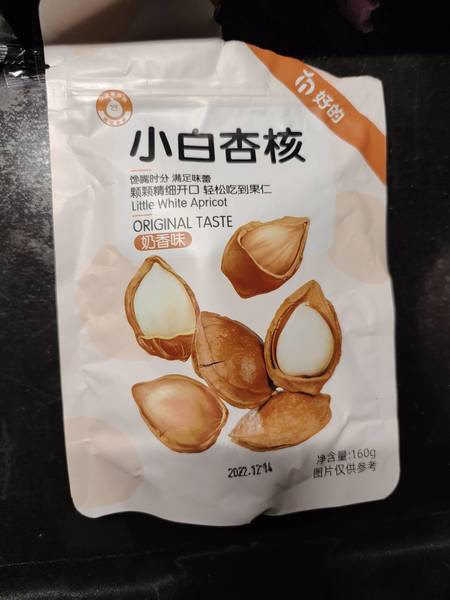 好的
小白杏核
馋嘴时分 满足味蕾
颗颗精细开口 轻松吃到果仁
Little White Apricot
ORIGINAL TASTE
奶香味
2022.12.14
净含量:160g
图片仅供参考